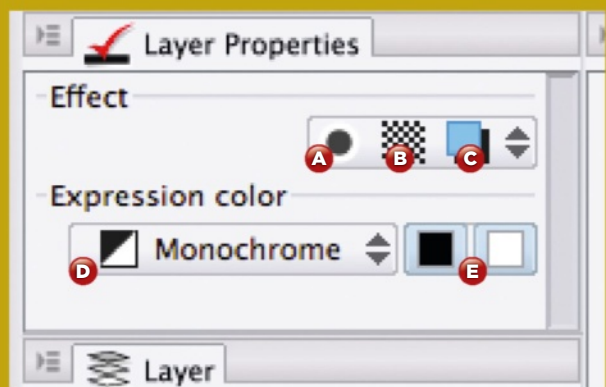 Layer Properties
Effect
A B C
Expression color
D Monochrome E
Layer